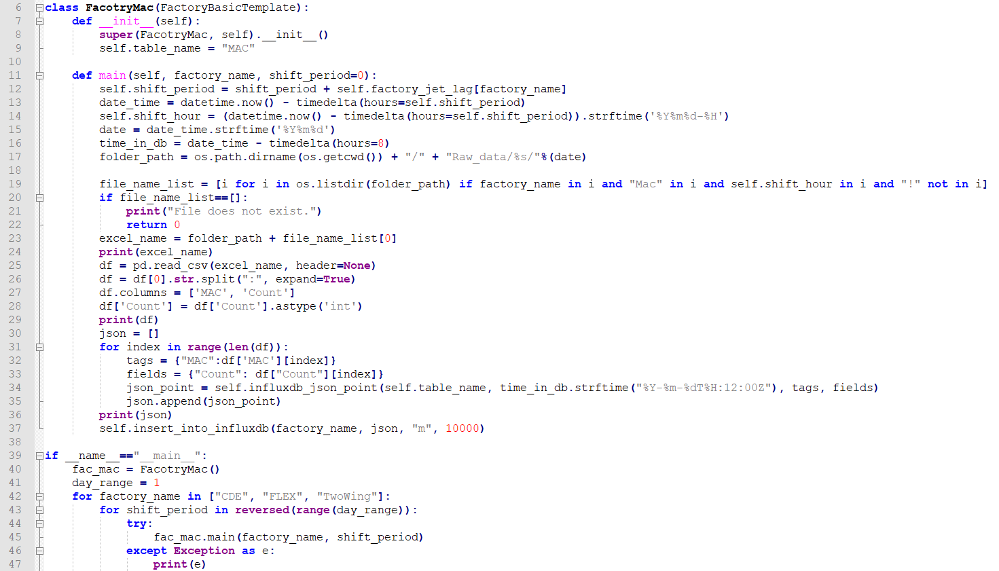 6 class FacotryMac(FactoryBasicTemplate):
7     def __init__(self):
8         super(FacotryMac, self).__init__()
9         self.table_name = "MAC"
10
11     def main(self, factory_name, shift_period=0):
12         self.shift_period = shift_period + self.factory_jet_lag[factory_name]
13         date_time = datetime.now() - timedelta(hours=self.shift_period)
14         self.shift_hour = (datetime.now() - timedelta(hours=self.shift_period)).strftime('%Y%m%d-%H')
15         date = date_time.strftime('%Y%m%d')
16         time_in_db = date_time - timedelta(hours=8)
17         folder_path = os.path.dirname(os.getcwd()) + "/" + "Raw_data/%s/"%(date)
18
19         file_name_list = [i for i in os.listdir(folder_path) if factory_name in i and "Mac" in i and self.shift_hour in i and "!" not in i]
20         if file_name_list==[]:
21             print("File does not exist.")
22             return 0
23         excel_name = folder_path + file_name_list[0]
24         print(excel_name)
25         df = pd.read_csv(excel_name, header=None)
26         df = df[0].str.split(":", expand=True)
27         df.columns = ['MAC', 'Count']
28         df['Count'] = df['Count'].astype('int')
29         print(df)
30         json = []
31         for index in range(len(df)):
32             tags = {"MAC":df['MAC'][index]}
33             fields = {"Count": df["Count"][index]}
34             json_point = self.influxdb_json_point(self.table_name, time_in_db.strftime("%Y-%m-%dT%H:12:00Z"), tags, fields)
35             json.append(json_point)
36         print(json)
37         self.insert_into_influxdb(factory_name, json, "m", 10000)
38
39 if __name__=="__main__":
40     fac_mac = FacotryMac()
41     day_range = 1
42     for factory_name in ["CDE", "FLEX", "TwoWing"]:
43         for shift_period in reversed(range(day_range)):
44             try:
45                 fac_mac.main(factory_name, shift_period)
46             except Exception as e:
47                 print(e)